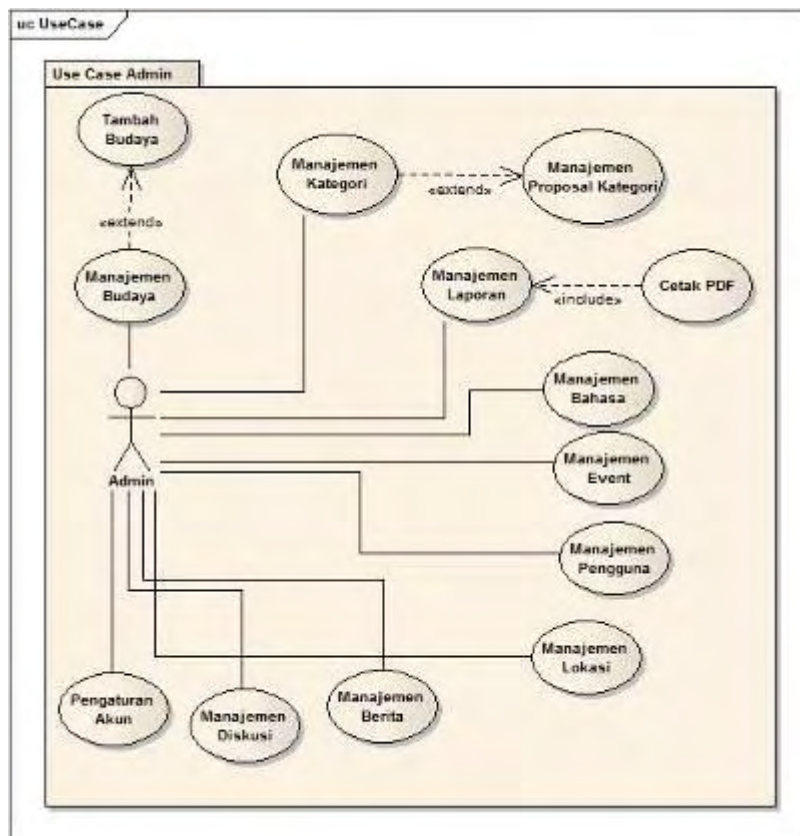 uc UseCase
Use Case Admin
Tambah
Budaya
Manajemen
Kategori
«extend»
Manajemen
Proposal Kategori
«extend»
Manajemen
Budaya
Manajemen
Laporan
«include»
Cetak PDF
Manajemen
Bahasa
Manajemen
Event
Admin
Manajemen
Pengguna
Manajemen
Lokasi
Pengaturan
Akun
Manajemen
Diskusi
Manajemen
Berita